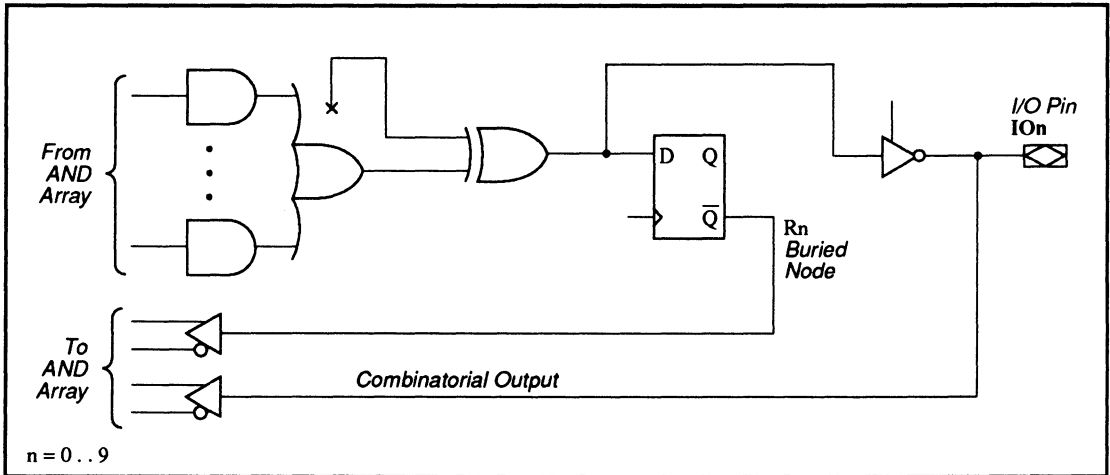 From
AND
Array
D Q
Q̅
Rn
Buried
Node
I/O Pin
IOn
To
AND
Array
Combinatorial Output
n = 0 . . 9